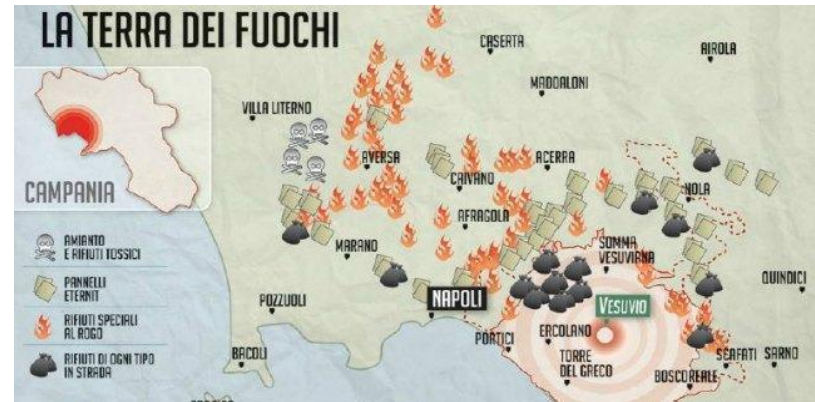 LA TERRA DEI FUOCHI
CASERTA
AIROLA
MADDALONI
VILLA LITERNO
AVERSA
CAIVANO
ACERRA
CAMPANIA
NOLA
AFRAGOLA
AMIANTO
E RIFIUTI TOSSICI
MARANO
SOMMA
VESUVIANA
PANNELLI
ETERNIT
QUINDICI
POZZUOLI
NAPOLI
VESUVIO
RIFIUTI SPECIALI
AL ROGO
PORTICI
ERCOLANO
RIFIUTI DI OGNI TIPO
IN STRADA
BACOLI
TORRE
DEL GRECO
SCAFATI
SARNO
BOSCOREALE